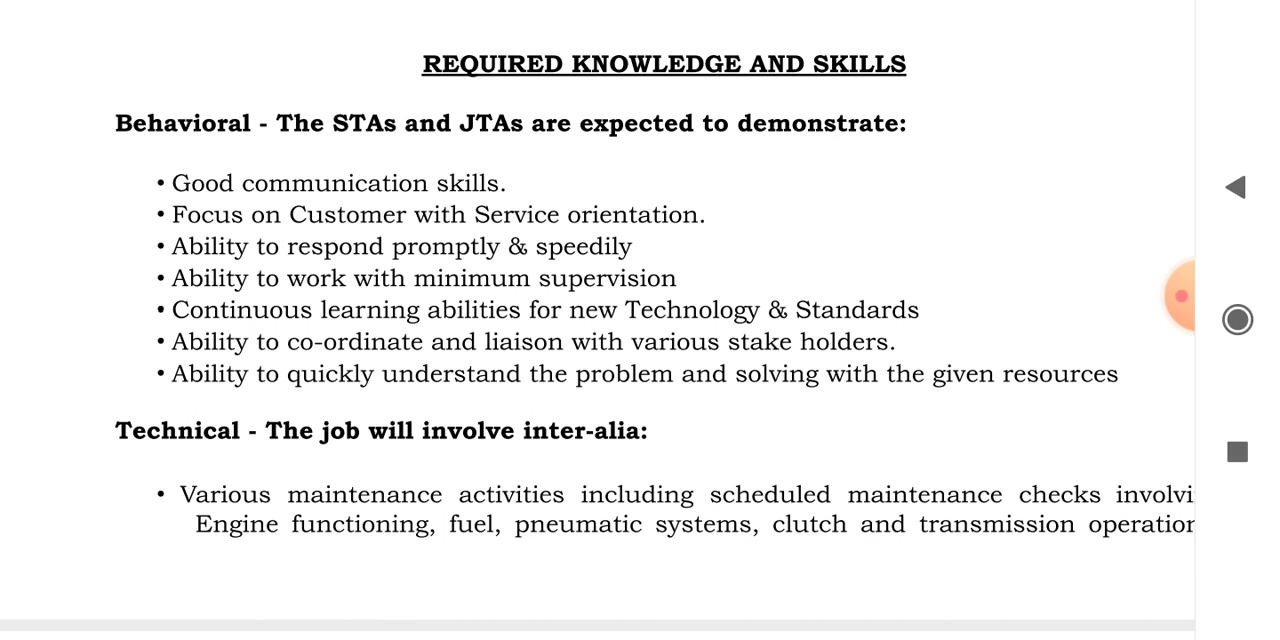 REQUIRED KNOWLEDGE AND SKILLS
Behavioral - The STAs and JTAs are expected to demonstrate:
• Good communication skills.
• Focus on Customer with Service orientation.
• Ability to respond promptly & speedily
• Ability to work with minimum supervision
• Continuous learning abilities for new Technology & Standards
• Ability to co-ordinate and liaison with various stake holders.
• Ability to quickly understand the problem and solving with the given resources
Technical - The job will involve inter-alia:
• Various maintenance activities including scheduled maintenance checks
Engine functioning, fuel, pneumatic systems, clutch and transmission